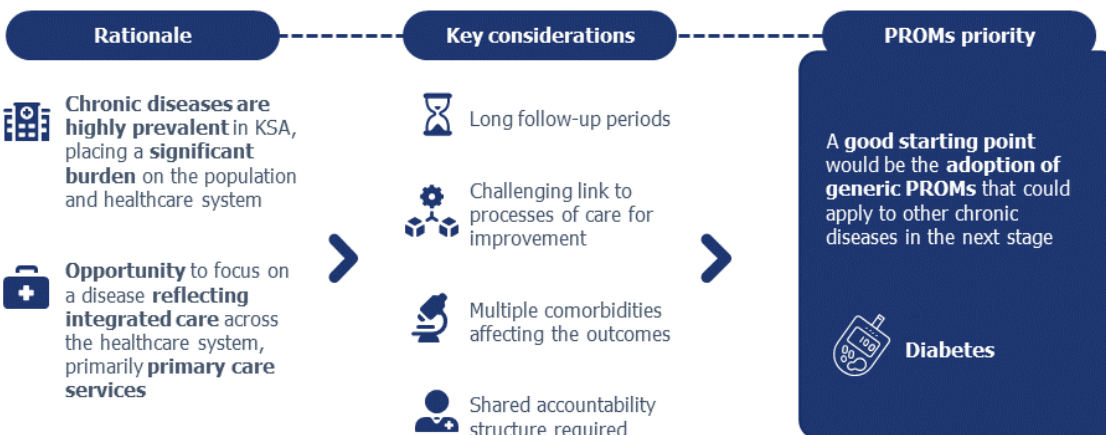 Rationale
Key considerations
PROMs priority
Chronic diseases are
highly prevalent in KSA,
placing a significant
burden on the population
and healthcare system
Opportunity to focus on
a disease reflecting
integrated care across
the healthcare system,
primarily primary care
services
Long follow-up periods
Challenging link to
processes of care for
improvement
Multiple comorbidities
affecting the outcomes
Shared accountability
structure required
A good starting point
would be the adoption of
generic PROMs that could
apply to other chronic
diseases in the next stage
100
Diabetes